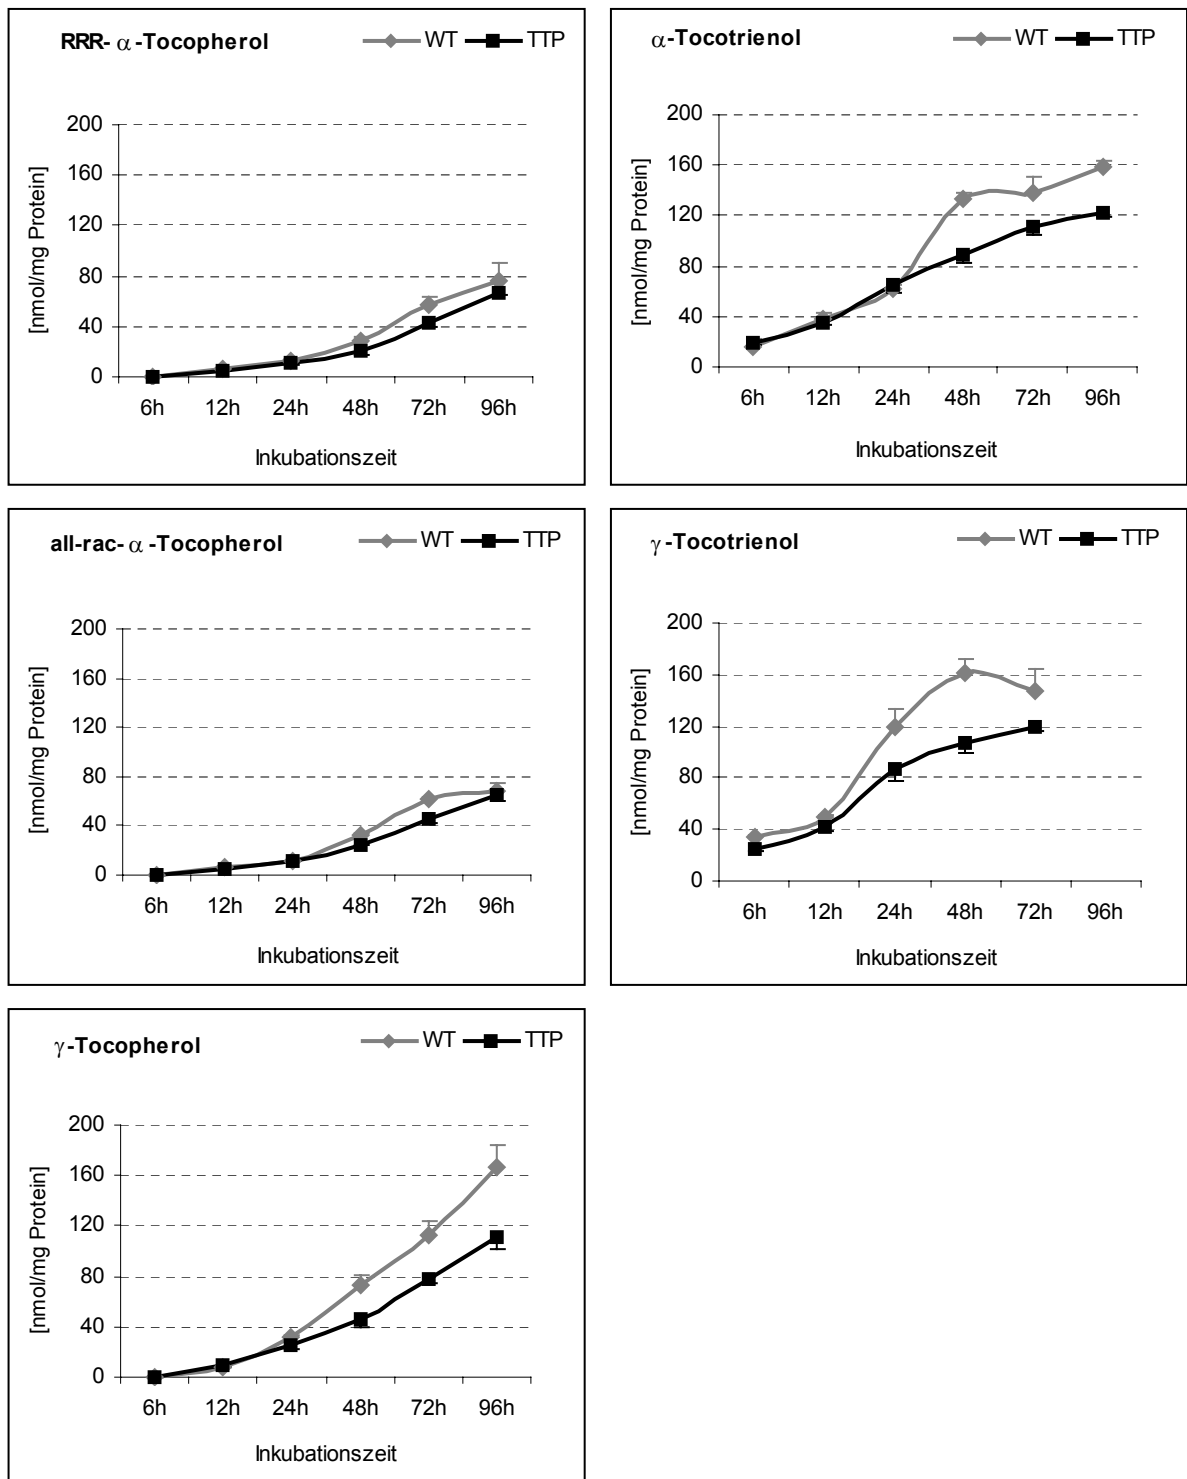 RRR- α -Tocopherol
WT TTP
200
160
120
80
40
0
[nmol/mg Protein]
6h 12h 24h 48h 72h 96h
Inkubationszeit
α-Tocotrienol
WT TTP
200
160
120
80
40
0
[nmol/mg Protein]
6h 12h 24h 48h 72h 96h
Inkubationszeit
all-rac- α -Tocopherol
WT TTP
200
160
120
80
40
0
[nmol/mg Protein]
6h 12h 24h 48h 72h 96h
Inkubationszeit
γ -Tocotrienol
WT TTP
200
160
120
80
40
0
[nmol/mg Protein]
6h 12h 24h 48h 72h 96h
Inkubationszeit
γ-Tocopherol
WT TTP
200
160
120
80
40
0
[nmol/mg Protein]
6h 12h 24h 48h 72h 96h
Inkubationszeit